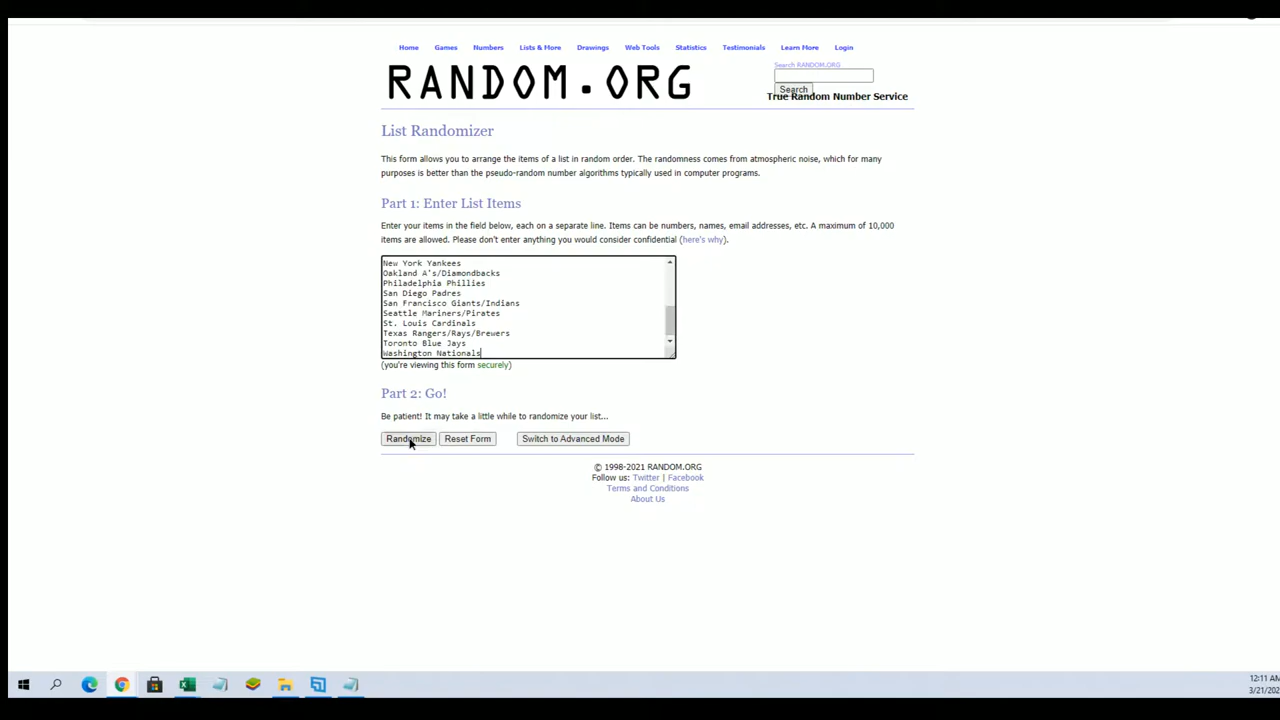 Home Games Numbers Lists & More Drawings Web Tools Statistics Testimonials Learn More Login
RANDOM.ORG
Search RANDOM.ORG
Search
True Random Number Service
List Randomizer
This form allows you to arrange the items of a list in random order. The randomness comes from atmospheric noise, which for many
purposes is better than the pseudo-random number algorithms typically used in computer programs.
Part 1: Enter List Items
Enter your items in the field below, each on a separate line. Items can be numbers, names, email addresses, etc. A maximum of 10,000
items are allowed. Please don't enter anything you would consider confidential (here's why).
New York Yankees
Oakland A's/Diamondbacks
Philadelphia Phillies
San Diego Padres
San Francisco Giants/Indians
Seattle Mariners/Pirates
St. Louis Cardinals
Texas Rangers/Rays/Brewers
Toronto Blue Jays
Washington Nationals
(you're viewing this form securely)
Part 2: Go!
Be patient! It may take a little while to randomize your list...
Randomize Reset Form Switch to Advanced Mode
© 1998-2021 RANDOM.ORG
Follow us: Twitter | Facebook
Terms and Conditions
About Us
12:11 AM
3/21/202